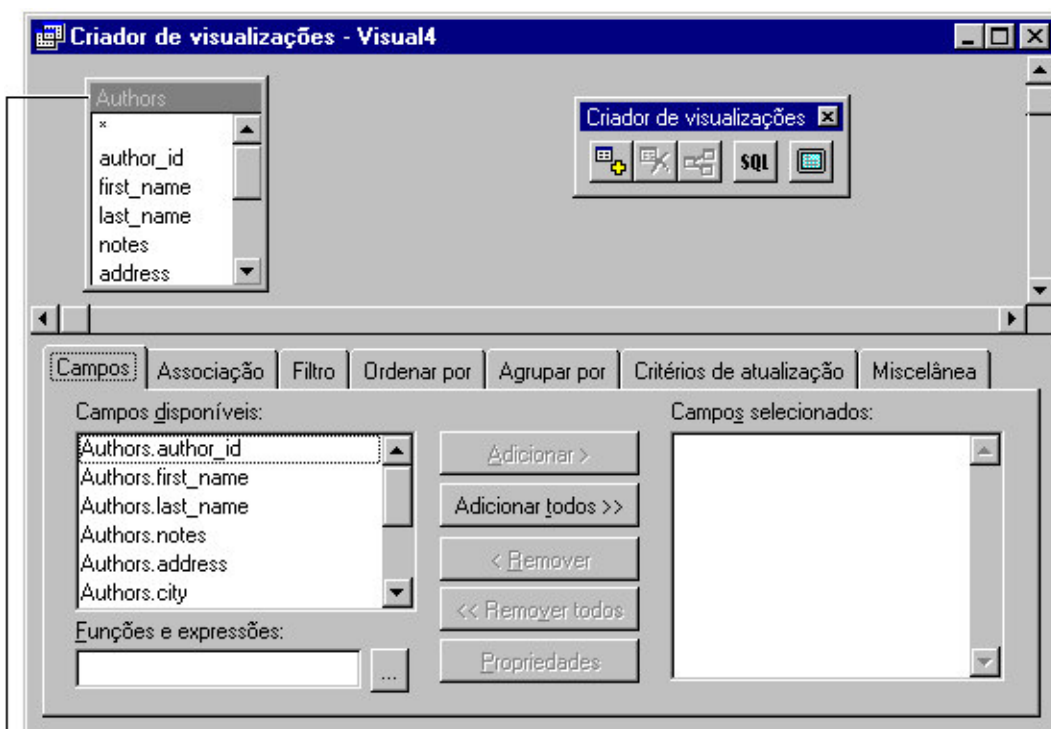 Criador de visualizações - Visual4
Authors
*
author_id
first_name
last_name
notes
address
Criador de visualizações
SQL
Campos
Associação
Filtro
Ordenar por
Agrupar por
Critérios de atualização
Miscelânea
Campos disponíveis:
Authors.author_id
Authors.first_name
Authors.last_name
Authors.notes
Authors.address
Authors.city
Funções e expressões:
...
Adicionar >
Adicionar todos >>
< Remover
<< Remover todos
Propriedades
Campos selecionados: